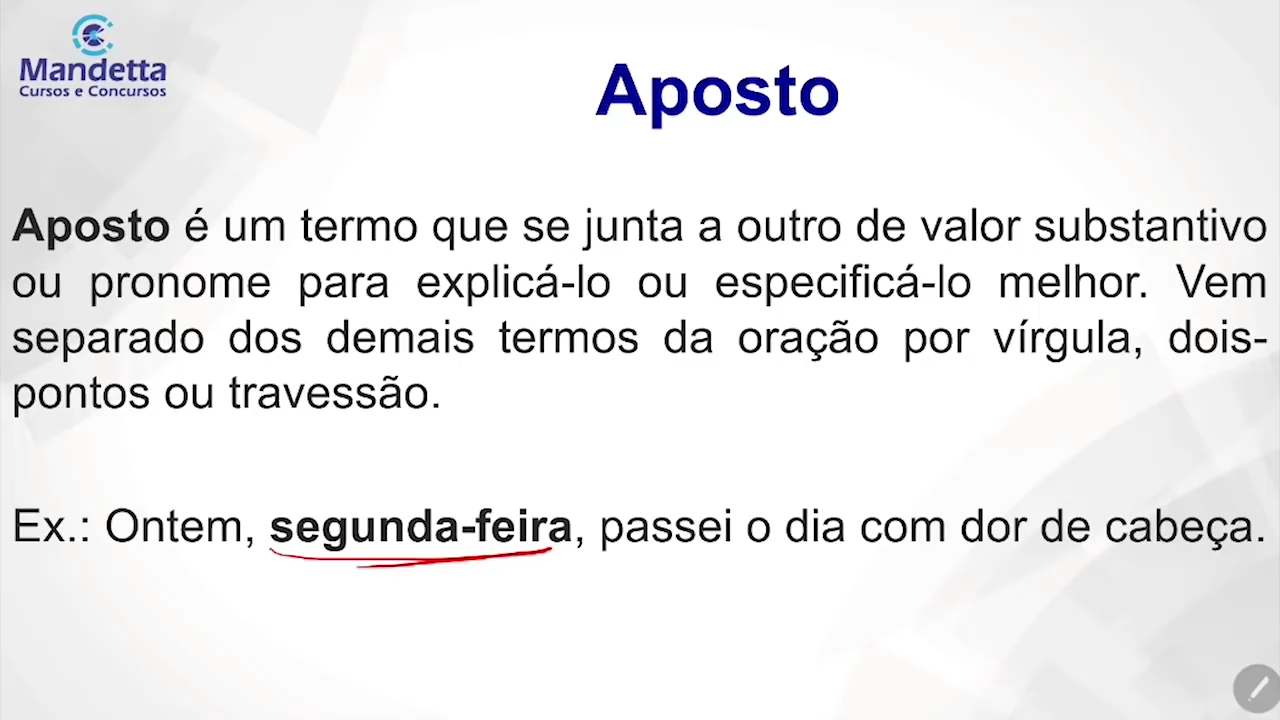 Mandetta
Cursos e Concursos
Aposto
Aposto é um termo que se junta a outro de valor substantivo
ou pronome para explicá-lo ou especificá-lo melhor. Vem
separado dos demais termos da oração por vírgula, dois-
pontos ou travessão.
Ex.: Ontem, segunda-feira, passei o dia com dor de cabeça.